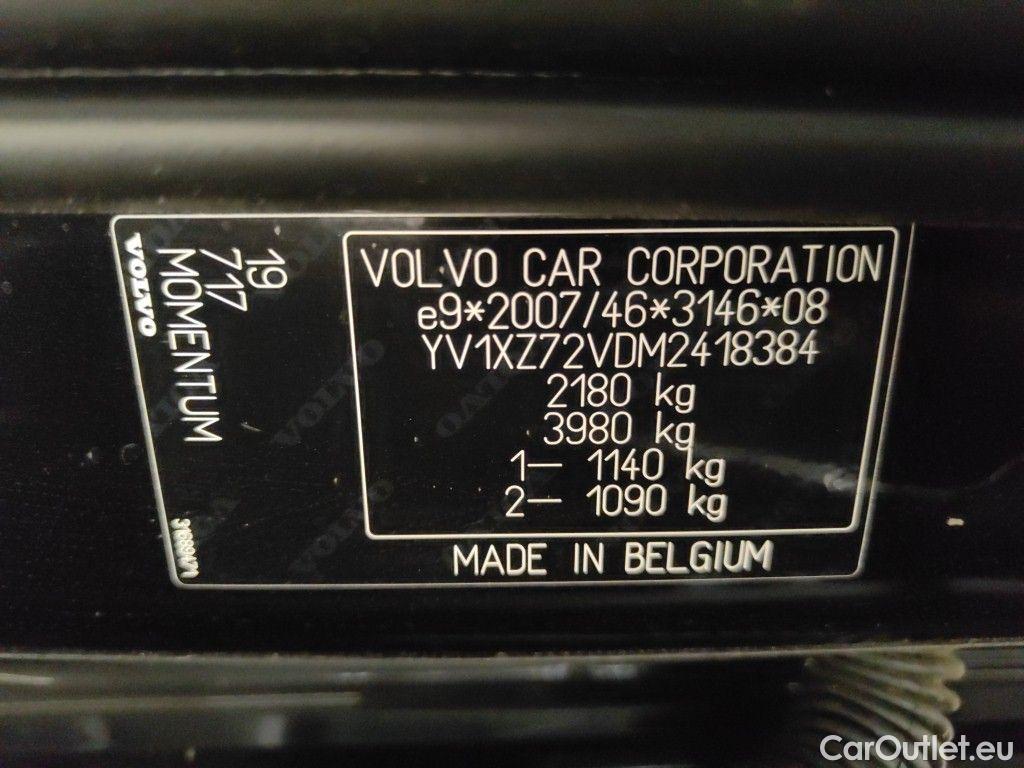 VOLVO
19
717
MOMENTUM
VOLVO CAR CORPORATION
e9*2007/46*3146*08
YV1XZ72VDM2418384
2180 kg
3980 kg
1— 1140 kg
2— 1090 kg
MADE IN BELGIUM
CarOutlet.eu